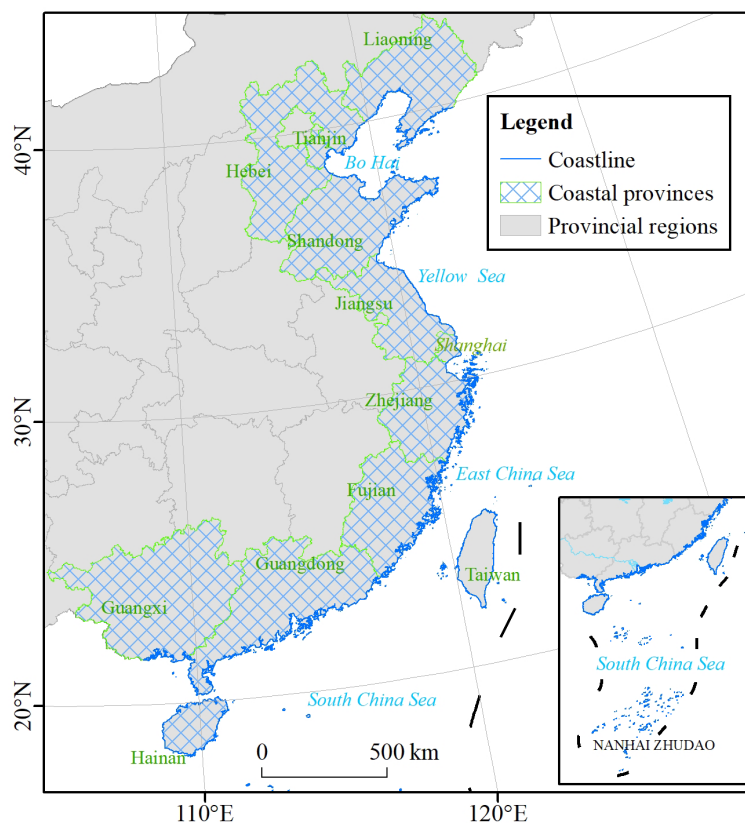 Liaoning
40°N
Tianjin
Bo Hai
Hebei
Legend
Coastline
Coastal provinces
Provincial regions
Shandong
Yellow Sea
Jiangsu
Shanghai
30°N
Zhejiang
East China Sea
Fujian
Guangdong
Taiwan
Guangxi
South China Sea
20°N
South China Sea
Hainan
0 500 km
NANHAI ZHUDAO
110°E
120°E